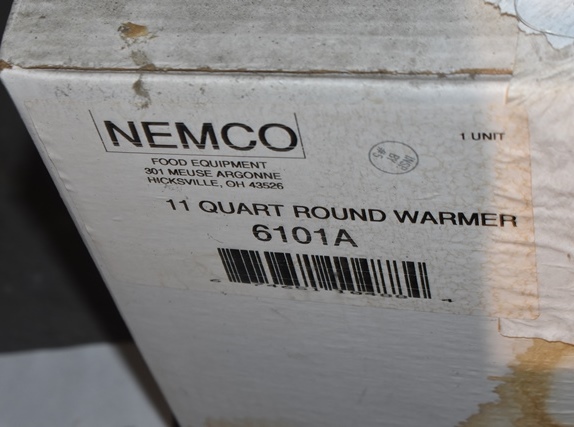 NEMCO
FOOD EQUIPMENT
301 MEUSE ARGONNE
HICKSVILLE, OH 43526
1 UNIT
11 QUART ROUND WARMER
6101A